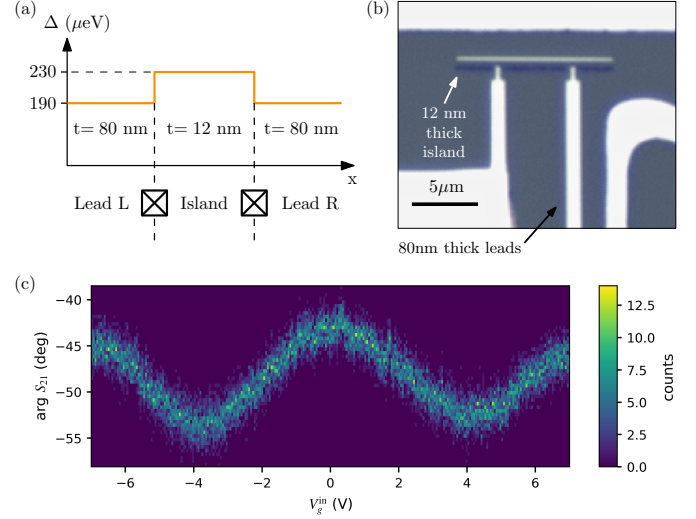 (a)
Δ (μeV)
230
190
t= 80 nm
t= 12 nm
t= 80 nm
x
Lead L
Island
Lead R
(b)
12 nm
thick
island
5μm
80nm thick leads
(c)
−40
−45
−50
−55
arg S₂₁ (deg)
−6
−4
−2
0
2
4
6
V_g^in (V)
12.5
10.0
7.5
5.0
2.5
0.0
counts